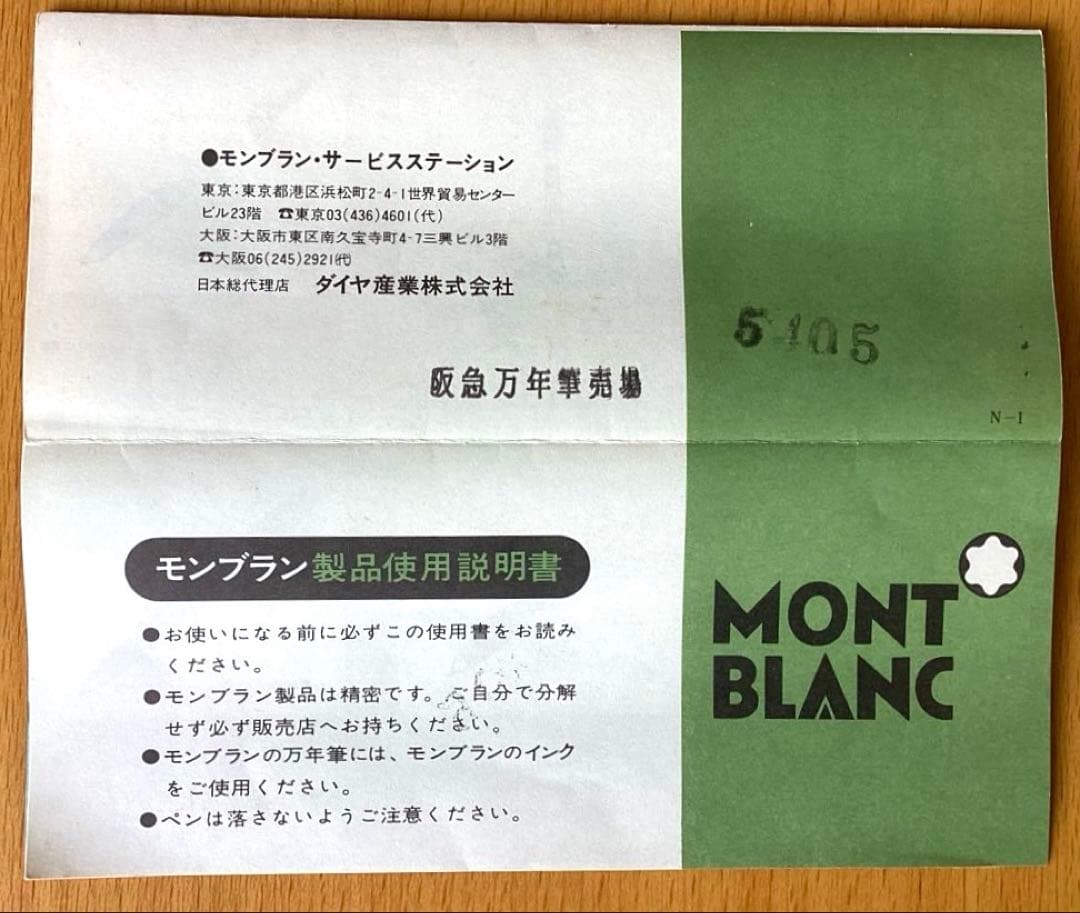 ●モンブラン・サービスステーション
東京：東京都港区浜松町2-4-1世界貿易センター
ビル23階 ☎東京03(436)4601(代)
大阪：大阪市東区南久宝寺町4-7三興ビル3階
☎大阪06(245)2921㈹
日本総代理店 ダイヤ産業株式会社
阪急万年筆売場
5105
N-1
モンブラン製品使用説明書
●お使いになる前に必ずこの使用書をお読み
ください。
●モンブラン製品は精密です。ご自分で分解
せず必ず販売店へお持ちください。
●モンブランの万年筆には、モンブランのインク
をご使用ください。
●ペンは落さないようご注意ください。
MONT
BLANC